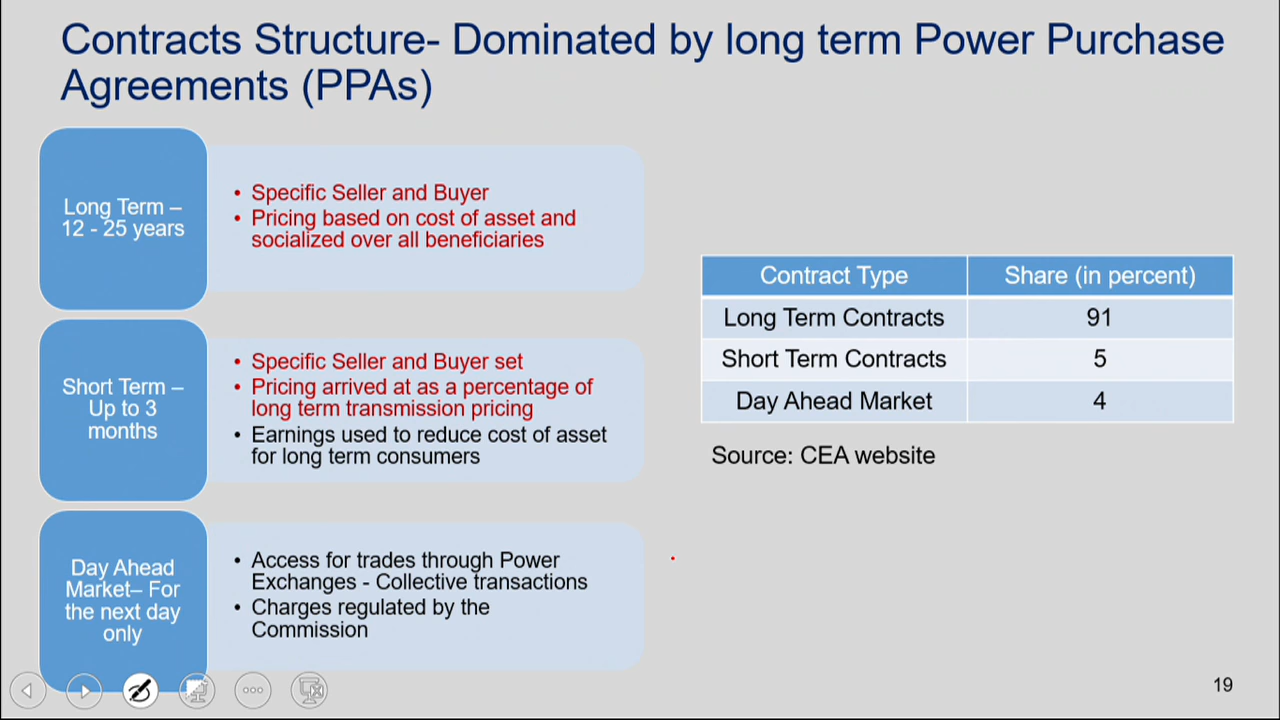 Contracts Structure- Dominated by long term Power Purchase
Agreements (PPAs)
Long Term –
12 - 25 years
• Specific Seller and Buyer
• Pricing based on cost of asset and
socialized over all beneficiaries
Short Term –
Up to 3
months
• Specific Seller and Buyer set
• Pricing arrived at as a percentage of
long term transmission pricing
• Earnings used to reduce cost of asset
for long term consumers
Day Ahead
Market– For
the next day
only
• Access for trades through Power
Exchanges - Collective transactions
• Charges regulated by the
Commission
Contract Type Share (in percent)
Long Term Contracts 91
Short Term Contracts 5
Day Ahead Market 4
Source: CEA website
19